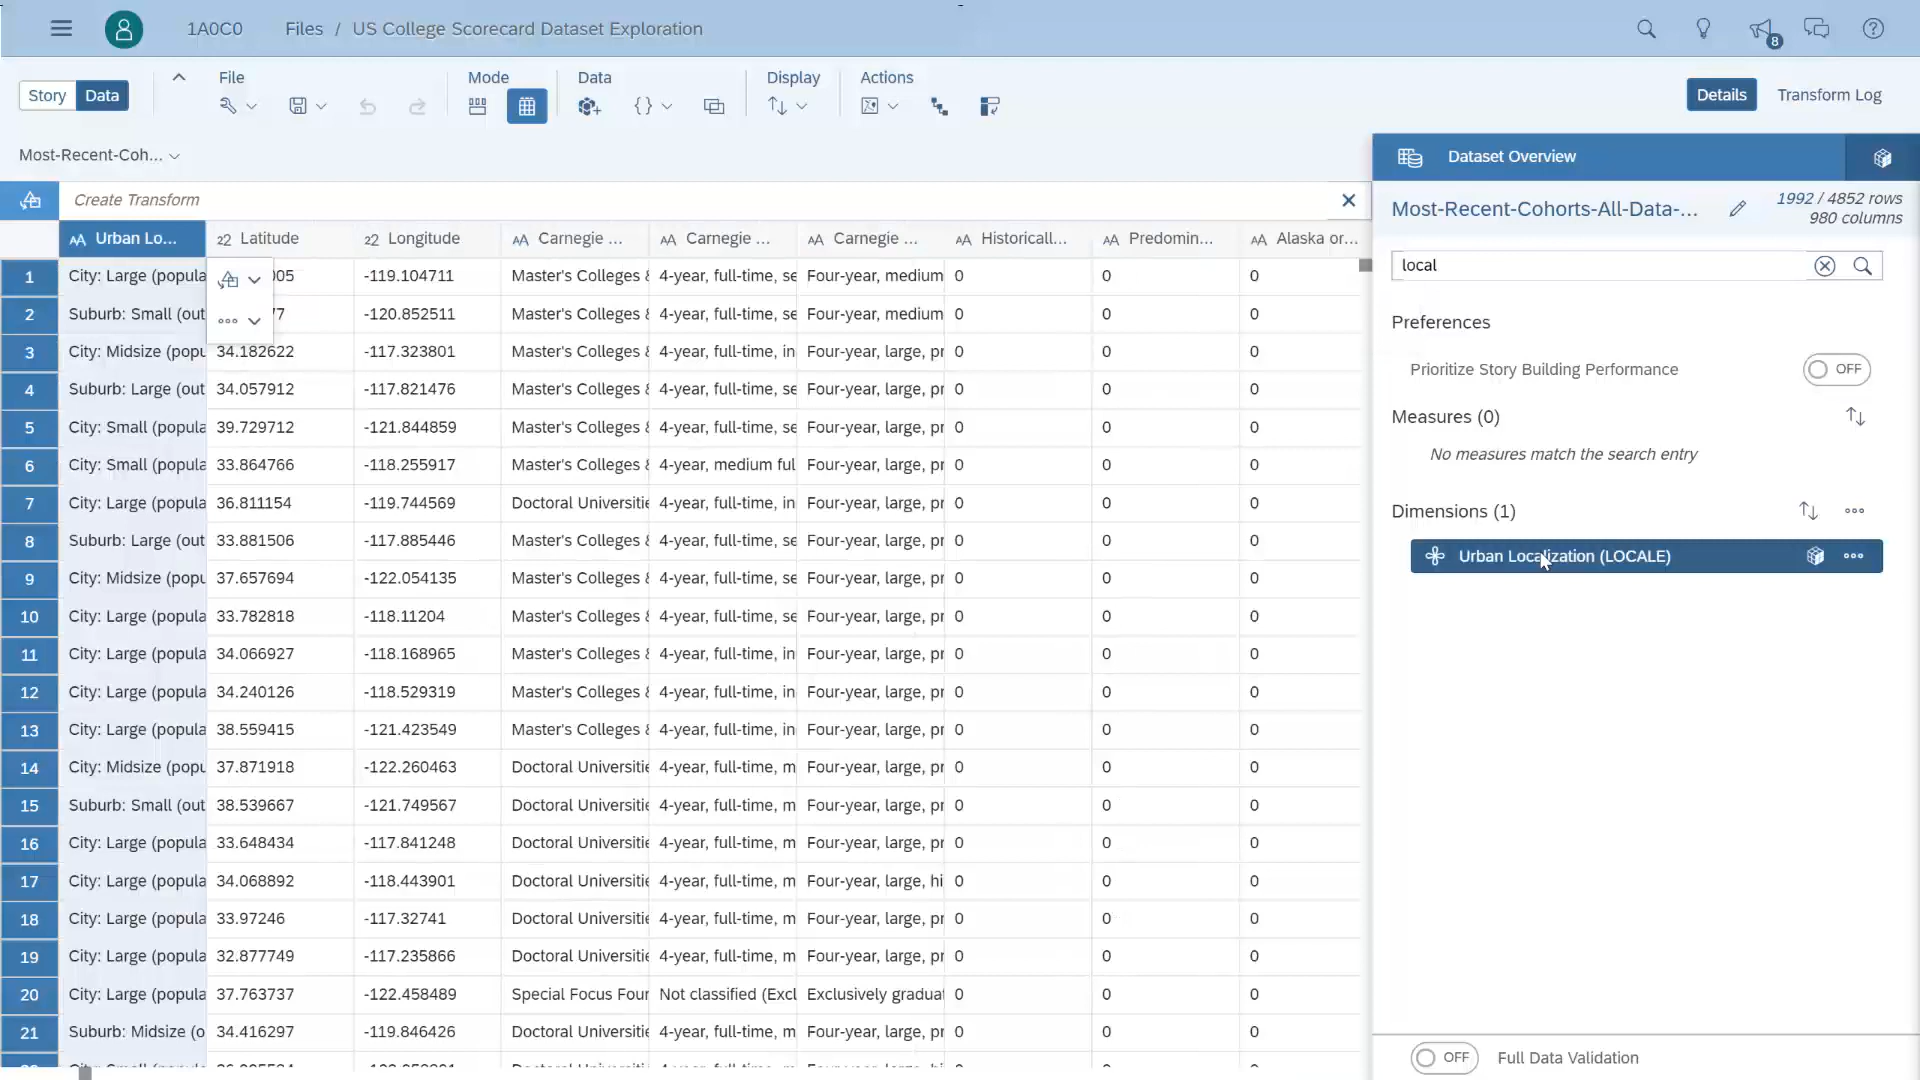 1A0C0 Files / US College Scorecard Dataset Exploration 8
Story Data File Mode Data Display Actions Details Transform Log
Most-Recent-Coh...
Dataset Overview
Create Transform
Most-Recent-Cohorts-All-Data-... 1992 / 4852 rows
980 columns
Urban Lo... Latitude Longitude Carnegie ... Carnegie ... Carnegie ... Historicall... Predomin... Alaska or...
1 City: Large (popula 005 -119.104711 Master's Colleges & 4-year, full-time, se Four-year, medium 0 0 0
2 Suburb: Small (out 77 -120.852511 Master's Colleges & 4-year, full-time, se Four-year, medium 0 0 0
3 City: Midsize (popu 34.182622 -117.323801 Master's Colleges & 4-year, full-time, in Four-year, large, pr 0 0 0
4 Suburb: Large (out 34.057912 -117.821476 Master's Colleges & 4-year, full-time, se Four-year, large, pr 0 0 0
5 City: Small (popula 39.729712 -121.844859 Master's Colleges & 4-year, full-time, se Four-year, large, pr 0 0 0
6 City: Small (popula 33.864766 -118.255917 Master's Colleges & 4-year, medium ful Four-year, large, pr 0 0 0
7 City: Large (popula 36.811154 -119.744569 Doctoral Universitie 4-year, full-time, in Four-year, large, pr 0 0 0
8 Suburb: Large (out 33.881506 -117.885446 Master's Colleges & 4-year, full-time, se Four-year, large, pr 0 0 0
9 City: Midsize (popu 37.657694 -122.054135 Master's Colleges & 4-year, full-time, se Four-year, large, pr 0 0 0
10 City: Large (popula 33.782818 -118.11204 Master's Colleges & 4-year, full-time, se Four-year, large, pr 0 0 0
11 City: Large (popula 34.066927 -118.168965 Master's Colleges & 4-year, full-time, in Four-year, large, pr 0 0 0
12 City: Large (popula 34.240126 -118.529319 Master's Colleges & 4-year, full-time, in Four-year, large, pr 0 0 0
13 City: Large (popula 38.559415 -121.423549 Master's Colleges & 4-year, full-time, in Four-year, large, pr 0 0 0
14 City: Midsize (popu 37.871918 -122.260463 Doctoral Universitie 4-year, full-time, m Four-year, large, pr 0 0 0
15 Suburb: Small (out 38.539667 -121.749567 Doctoral Universitie 4-year, full-time, m Four-year, large, pr 0 0 0
16 City: Large (popula 33.648434 -117.841248 Doctoral Universitie 4-year, full-time, m Four-year, large, pr 0 0 0
17 City: Large (popula 34.068892 -118.443901 Doctoral Universitie 4-year, full-time, m Four-year, large, hi 0 0 0
18 City: Large (popula 33.97246 -117.32741 Doctoral Universitie 4-year, full-time, m Four-year, large, pr 0 0 0
19 City: Large (popula 32.877749 -117.235866 Doctoral Universitie 4-year, full-time, m Four-year, large, pr 0 0 0
20 City: Large (popula 37.763737 -122.458489 Special Focus Four Not classified (Excl Exclusively graduat 0 0 0
21 Suburb: Midsize (o 34.416297 -119.846426 Doctoral Universitie 4-year, full-time, m Four-year, large, pr 0 0 0
local
Preferences
Prioritize Story Building Performance OFF
Measures (0)
No measures match the search entry
Dimensions (1)
Urban Localization (LOCALE)
OFF Full Data Validation